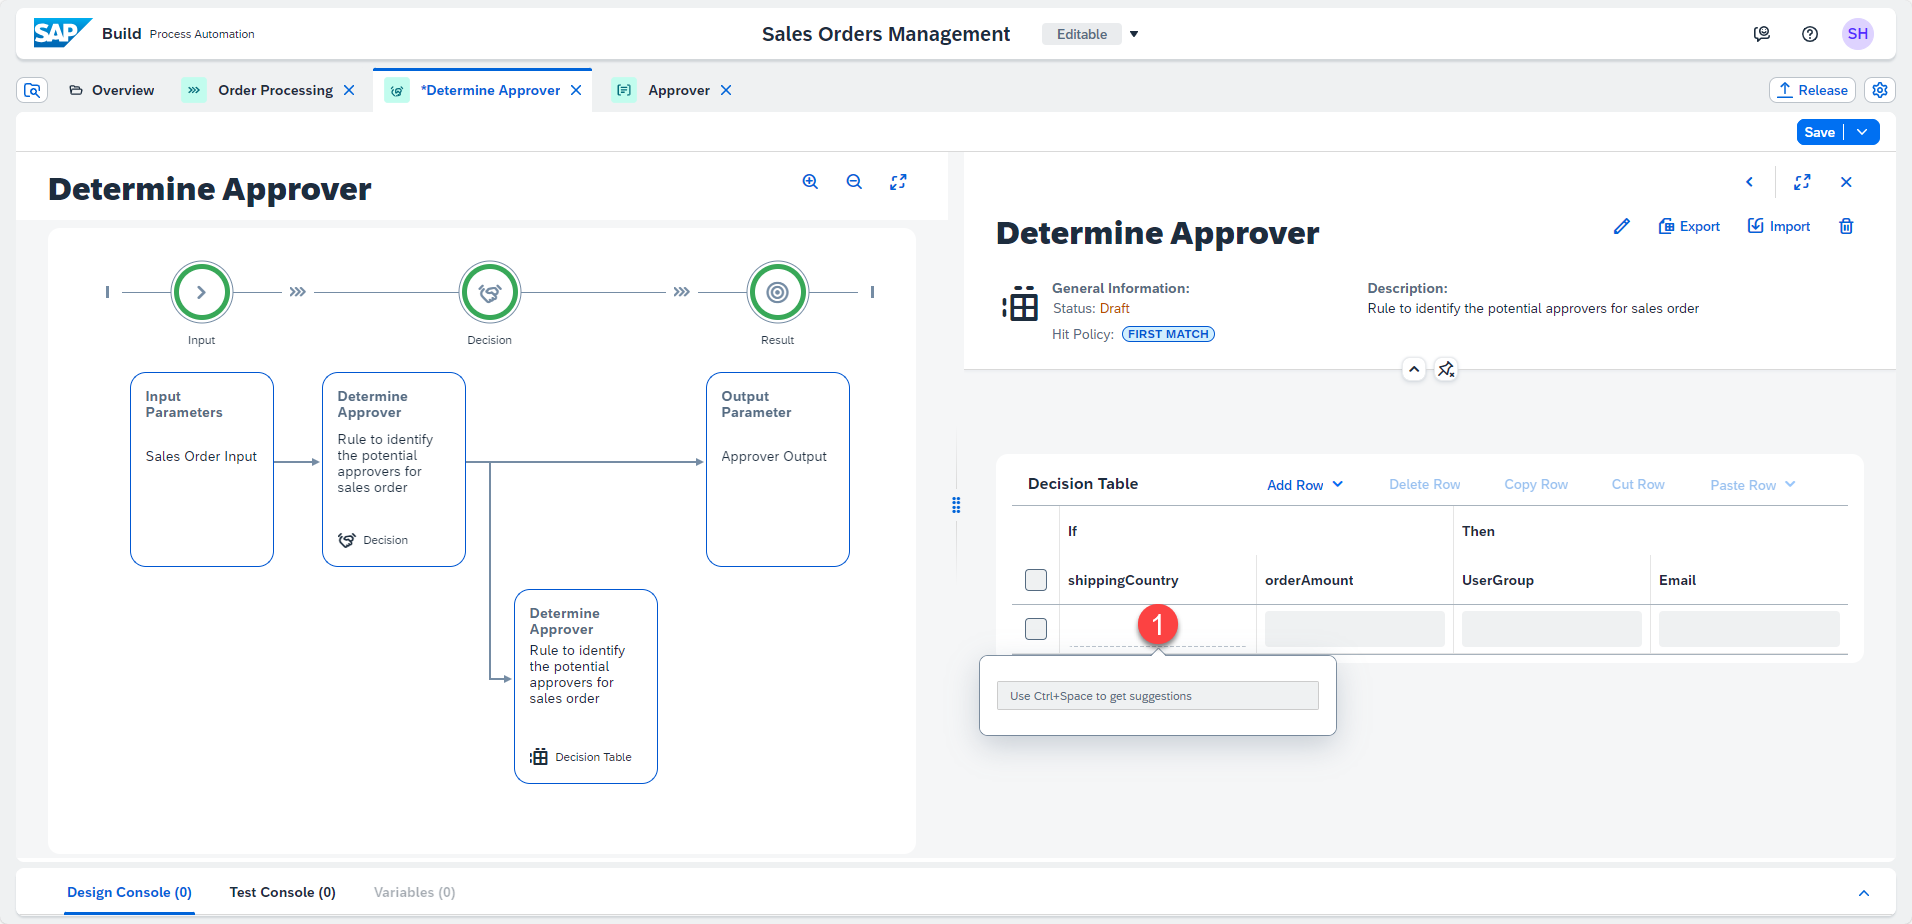 SAP Build Process Automation
Sales Orders Management
Editable
SH
Overview
Order Processing
*Determine Approver
Approver
Release
Save
Determine Approver
Input
Decision
Result
Input
Parameters
Sales Order Input
Determine
Approver
Rule to identify
the potential
approvers for
sales order
Decision
Output
Parameter
Approver Output
Determine
Approver
Rule to identify
the potential
approvers for
sales order
Decision Table
Determine Approver
Export
Import
General Information:
Status: Draft
Hit Policy: FIRST MATCH
Description:
Rule to identify the potential approvers for sales order
Decision Table
Add Row
Delete Row
Copy Row
Cut Row
Paste Row
If
Then
shippingCountry
orderAmount
UserGroup
Email
1
Use Ctrl+Space to get suggestions
Design Console (0)
Test Console (0)
Variables (0)